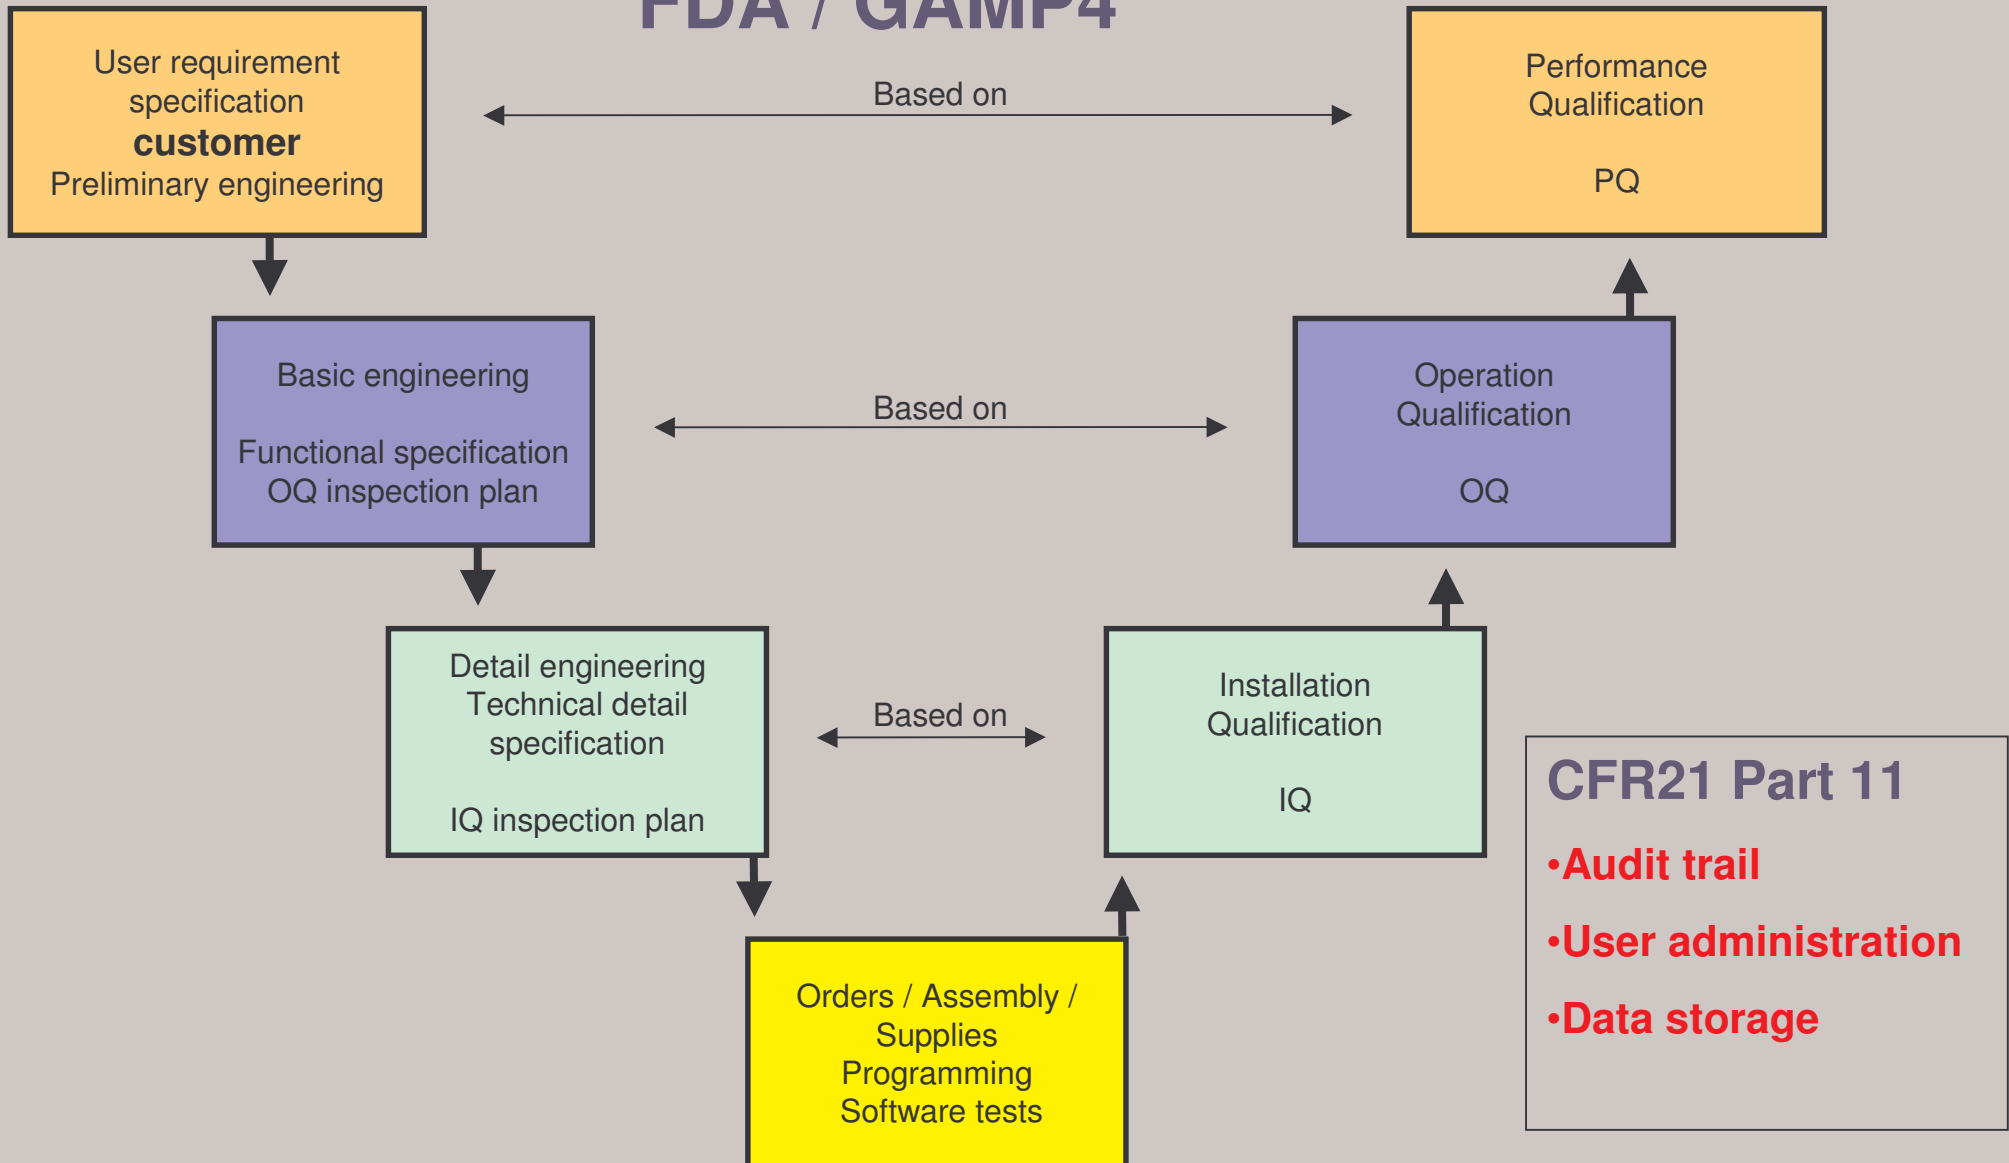 FDA / GAMP4
User requirement
specification
customer
Preliminary engineering
Based on
Performance
Qualification
PQ
Basic engineering
Functional specification
OQ inspection plan
Based on
Operation
Qualification
OQ
Detail engineering
Technical detail
specification
IQ inspection plan
Based on
Installation
Qualification
IQ
Orders / Assembly /
Supplies
Programming
Software tests
CFR21 Part 11
•Audit trail
•User administration
•Data storage